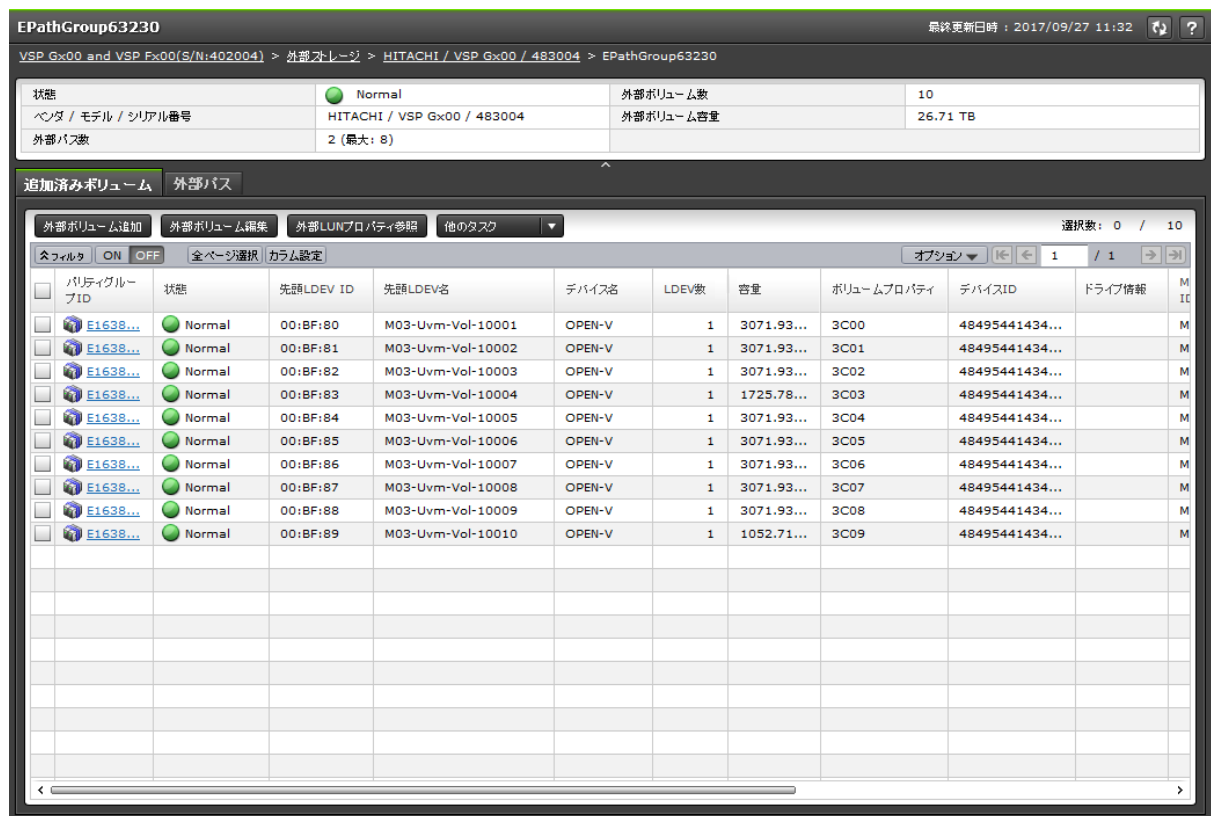 EPathGroup63230 最終更新日時 : 2017/09/27 11:32 ?
VSP Gx00 and VSP Fx00(S/N:402004) > 外部ストレージ > HITACHI / VSP Gx00 / 483004 > EPathGroup63230
状態 Normal 外部ボリューム数 10
ベンダ / モデル / シリアル番号 HITACHI / VSP Gx00 / 483004 外部ボリューム容量 26.71 TB
外部パス数 2 (最大: 8)
追加済みボリューム 外部パス
外部ボリューム追加 外部ボリューム編集 外部LUNプロパティ参照 他のタスク 選択数: 0 / 10
フィルタ ON OFF 全ページ選択 カラム設定 オプション 1 / 1
パリティグループID 状態 先頭LDEV ID 先頭LDEV名 デバイス名 LDEV数 容量 ボリュームプロパティ デバイスID ドライブ情報 M
E1638... Normal 00:BF:80 M03-Uvm-Vol-10001 OPEN-V 1 3071.93... 3C00 48495441434... M
E1638... Normal 00:BF:81 M03-Uvm-Vol-10002 OPEN-V 1 3071.93... 3C01 48495441434... M
E1638... Normal 00:BF:82 M03-Uvm-Vol-10003 OPEN-V 1 3071.93... 3C02 48495441434... M
E1638... Normal 00:BF:83 M03-Uvm-Vol-10004 OPEN-V 1 1725.78... 3C03 48495441434... M
E1638... Normal 00:BF:84 M03-Uvm-Vol-10005 OPEN-V 1 3071.93... 3C04 48495441434... M
E1638... Normal 00:BF:85 M03-Uvm-Vol-10006 OPEN-V 1 3071.93... 3C05 48495441434... M
E1638... Normal 00:BF:86 M03-Uvm-Vol-10007 OPEN-V 1 3071.93... 3C06 48495441434... M
E1638... Normal 00:BF:87 M03-Uvm-Vol-10008 OPEN-V 1 3071.93... 3C07 48495441434... M
E1638... Normal 00:BF:88 M03-Uvm-Vol-10009 OPEN-V 1 3071.93... 3C08 48495441434... M
E1638... Normal 00:BF:89 M03-Uvm-Vol-10010 OPEN-V 1 1052.71... 3C09 48495441434... M